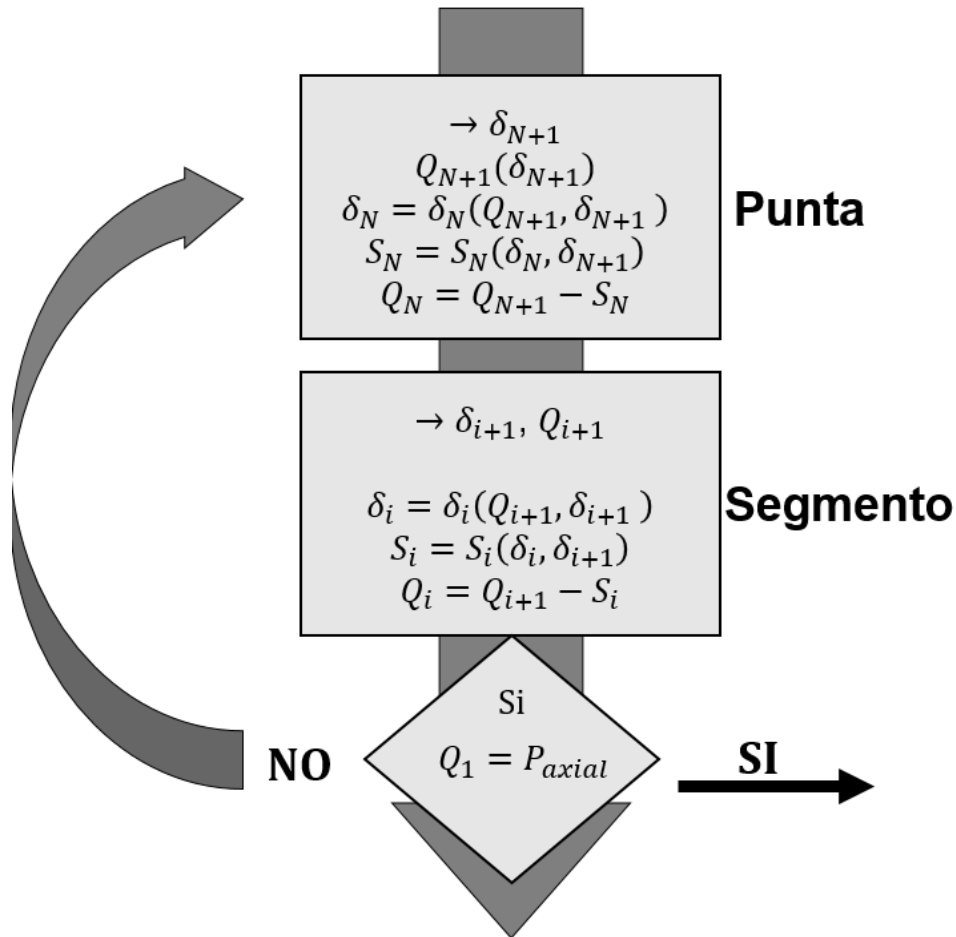 → δ_{N+1}
Q_{N+1}(δ_{N+1})
δ_N = δ_N(Q_{N+1}, δ_{N+1} )
S_N = S_N(δ_N, δ_{N+1})
Q_N = Q_{N+1} − S_N
Punta
→ δ_{i+1}, Q_{i+1}
δ_i = δ_i(Q_{i+1}, δ_{i+1} )
S_i = S_i(δ_i, δ_{i+1})
Q_i = Q_{i+1} − S_i
Segmento
Si
Q_1 = P_{axial}
NO
SI